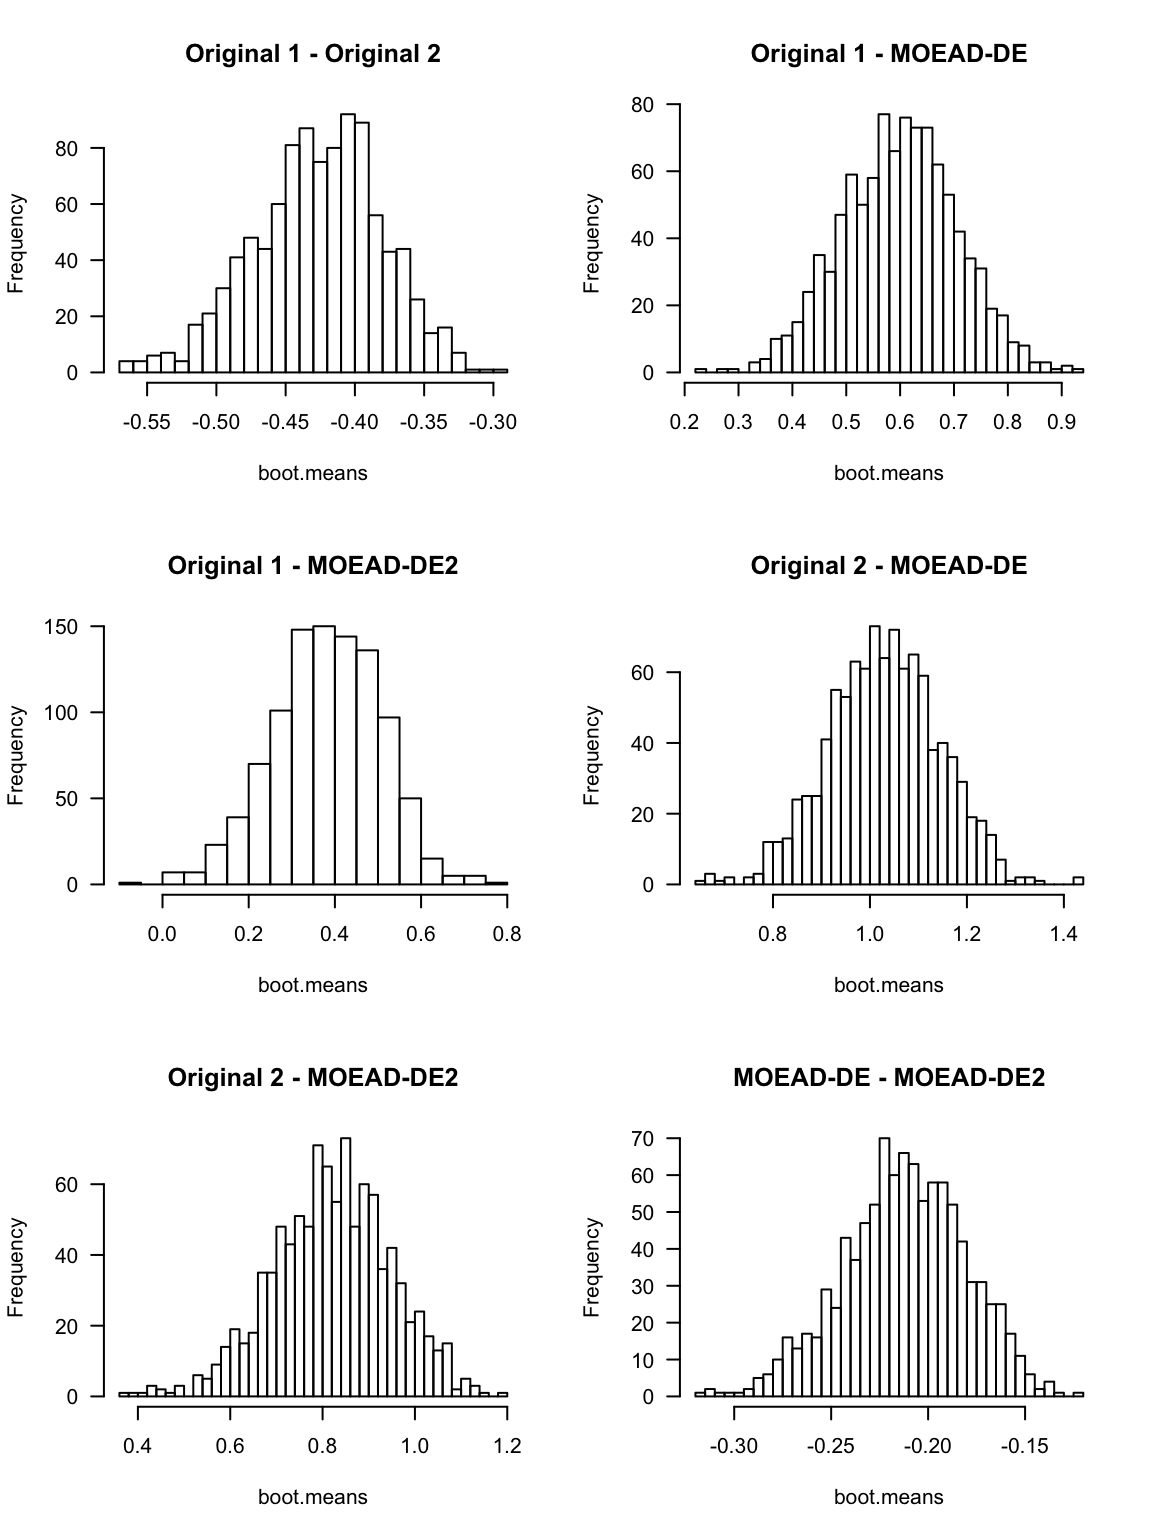 Original 1 - Original 2
Frequency
80
60
40
20
0
-0.55 -0.50 -0.45 -0.40 -0.35 -0.30
boot.means
Original 1 - MOEAD-DE
Frequency
80
60
40
20
0
0.2 0.3 0.4 0.5 0.6 0.7 0.8 0.9
boot.means
Original 1 - MOEAD-DE2
Frequency
150
100
50
0
0.0 0.2 0.4 0.6 0.8
boot.means
Original 2 - MOEAD-DE
Frequency
60
40
20
0
0.8 1.0 1.2 1.4
boot.means
Original 2 - MOEAD-DE2
Frequency
60
40
20
0
0.4 0.6 0.8 1.0 1.2
boot.means
MOEAD-DE - MOEAD-DE2
Frequency
70
60
50
40
30
20
10
0
-0.30 -0.25 -0.20 -0.15
boot.means